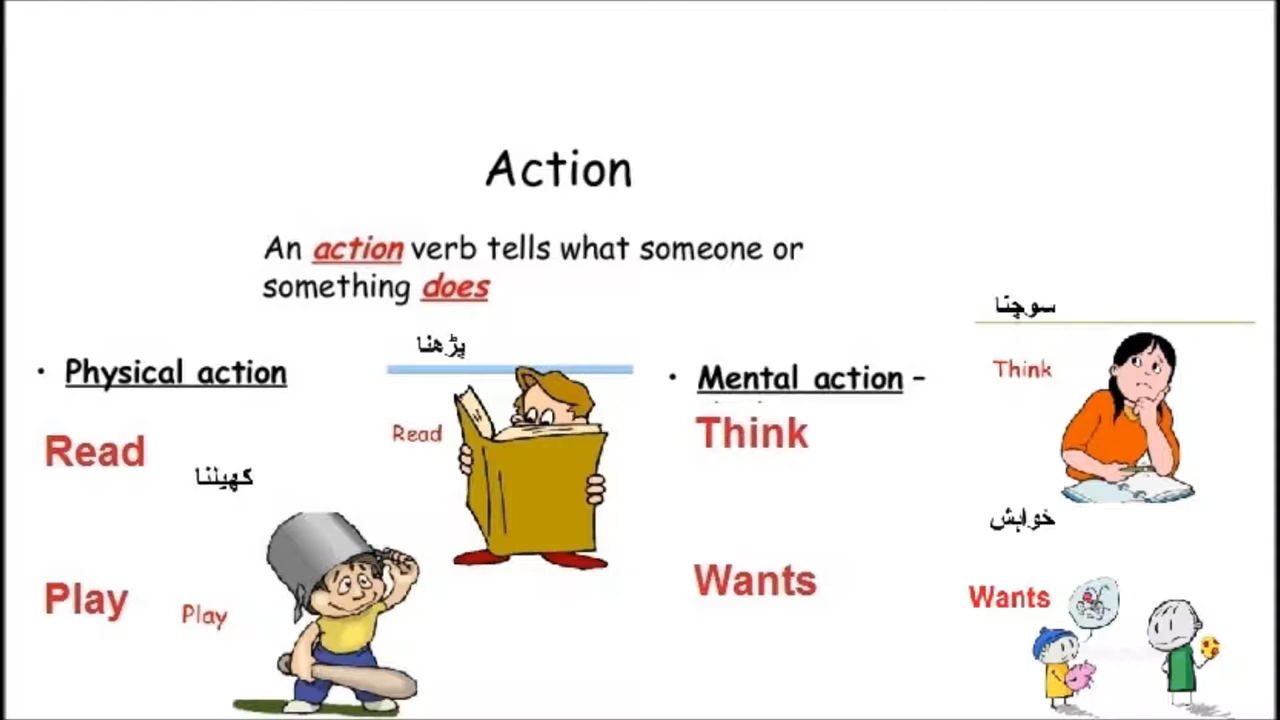 Action
An action verb tells what someone or
something does
• Physical action
پڑھنا
Read
Read
کھیلنا
Play
Play
• Mental action –
سوچنا
Think
Think
خواہش
Wants
Wants